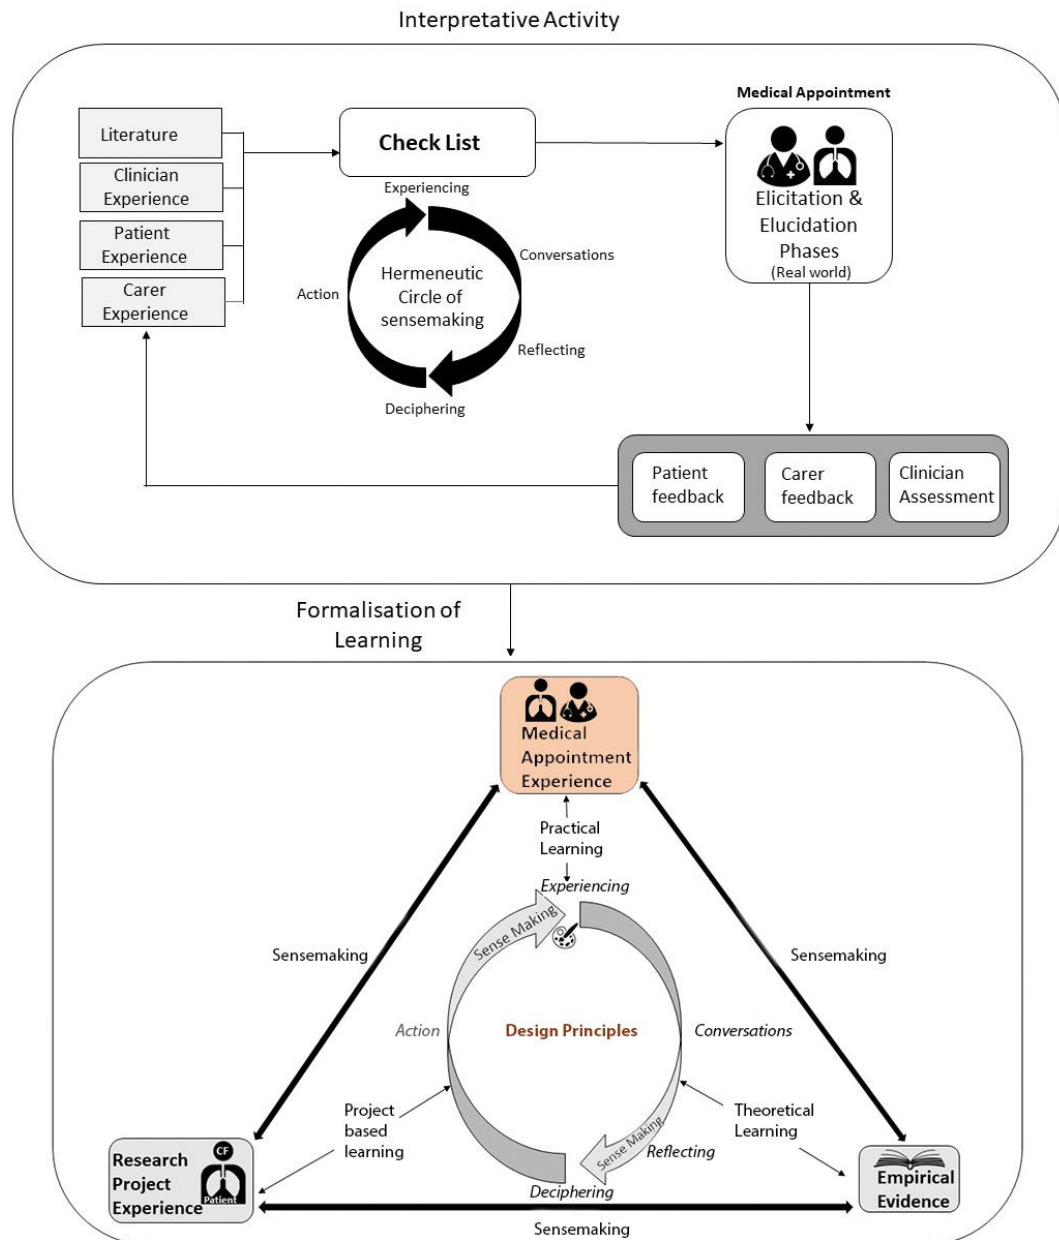 Interpretative Activity
Literature
Clinician
Experience
Patient
Experience
Carer
Experience
Check List
Experiencing
Conversations
Hermeneutic
Circle of
sensemaking
Action
Reflecting
Deciphering
Medical Appointment
Elicitation &
Elucidation
Phases
(Real world)
Patient
feedback
Carer
feedback
Clinician
Assessment
Formalisation of
Learning
Medical
Appointment
Experience
Practical
Learning
Experiencing
Sense Making
Sensemaking
Sensemaking
Action
Design Principles
Conversations
Project
based
learning
Theoretical
Learning
Sense Making
Reflecting
Deciphering
Research
Project
Experience
CF
Patient
Empirical
Evidence
Sensemaking